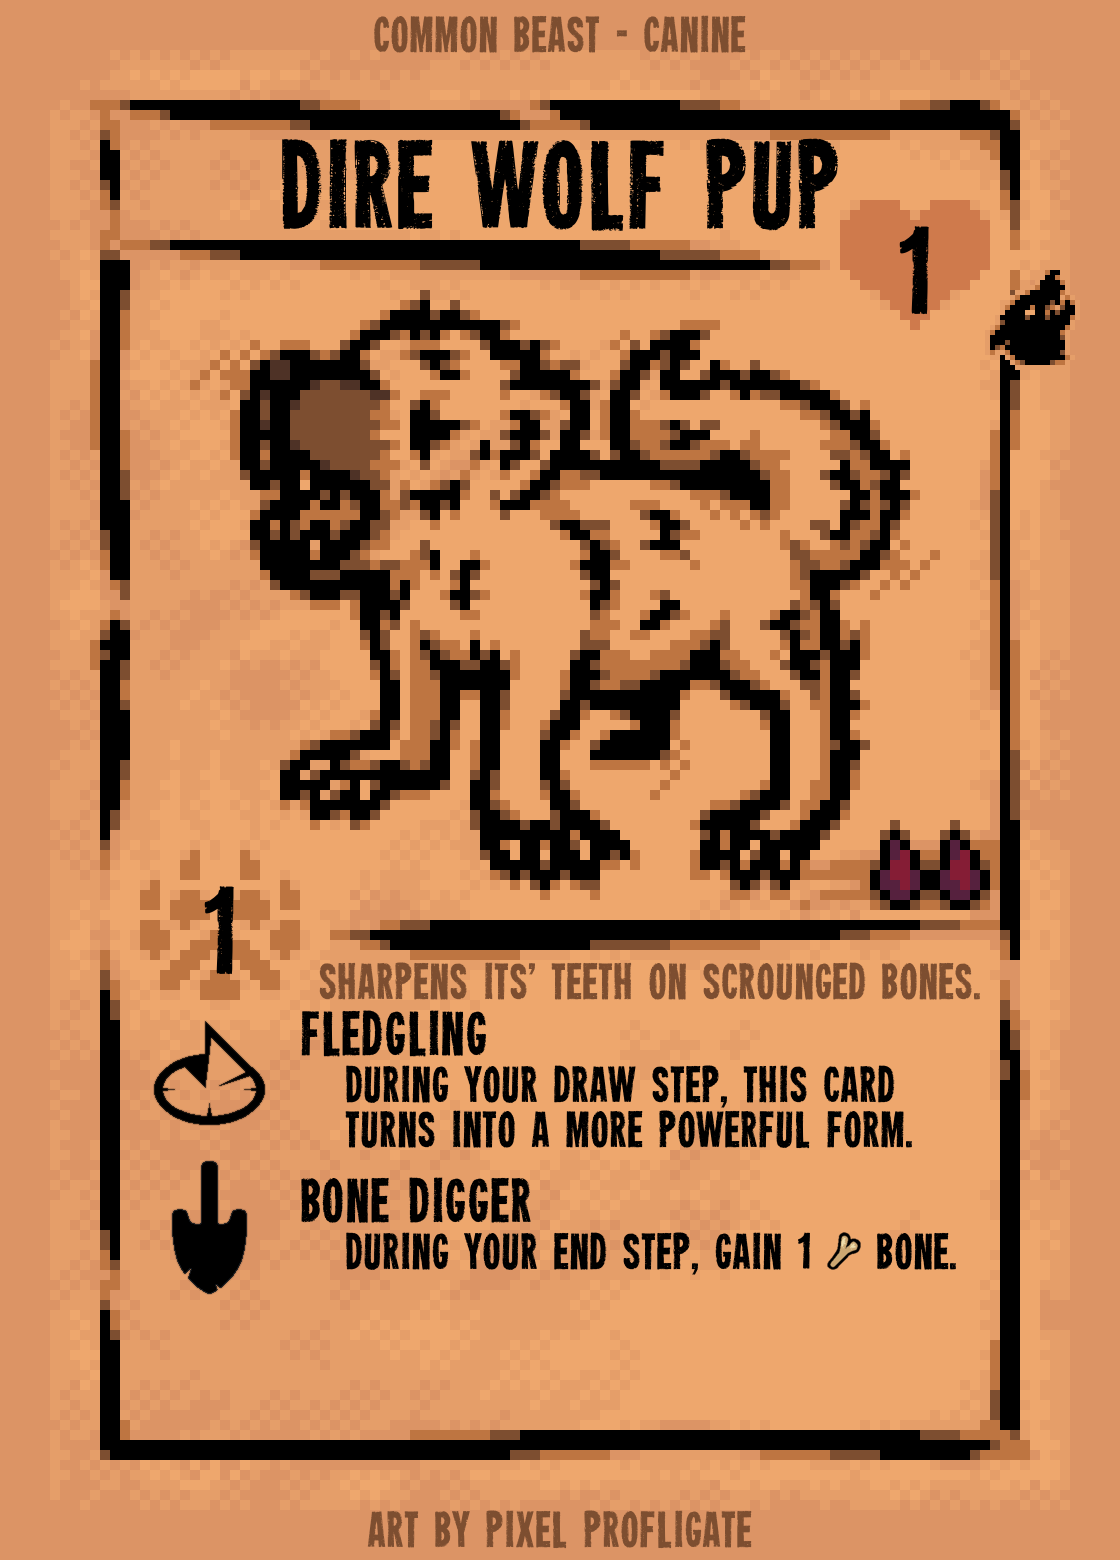 COMMON BEAST - CANINE
DIRE WOLF PUP
1
1
SHARPENS ITS' TEETH ON SCROUNGED BONES.
FLEDGLING
DURING YOUR DRAW STEP, THIS CARD
TURNS INTO A MORE POWERFUL FORM.
BONE DIGGER
DURING YOUR END STEP, GAIN 1 BONE.
ART BY PIXEL PROFLIGATE